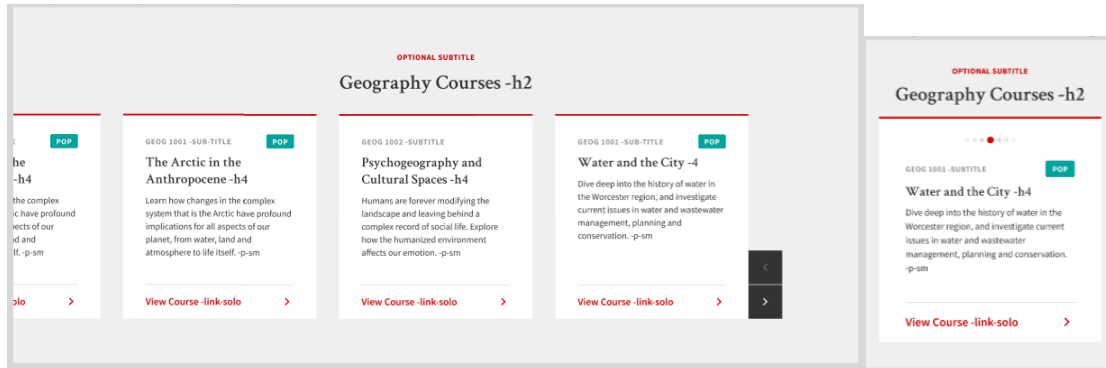 OPTIONAL SUBTITLE
Geography Courses -h2
he
-h4
the complex
ic have profound
pects of our
nd and
lf. -p-sm
olo
GEOG 1001 -SUB-TITLE
POP
The Arctic in the
Anthropocene -h4
Learn how changes in the complex
system that is the Arctic have profound
implications for all aspects of our
planet, from water, land and
atmosphere to life itself. -p-sm
View Course -link-solo
GEOG 1002 -SUBTITLE
Psychogeography and
Cultural Spaces -h4
Humans are forever modifying the
landscape and leaving behind a
complex record of social life. Explore
how the humanized environment
affects our emotion. -p-sm
View Course -link-solo
GEOG 1001 -SUB-TITLE
POP
Water and the City -4
Dive deep into the history of water in
the Worcester region, and investigate
current issues in water and wastewater
management, planning and
conservation. -p-sm
View Course -link-solo
OPTIONAL SUBTITLE
Geography Courses -h2
GEOG 1001 -SUBTITLE
POP
Water and the City -h4
Dive deep into the history of water in the
Worcester region, and investigate current
issues in water and wastewater
management, planning and conservation.
-p-sm
View Course -link-solo